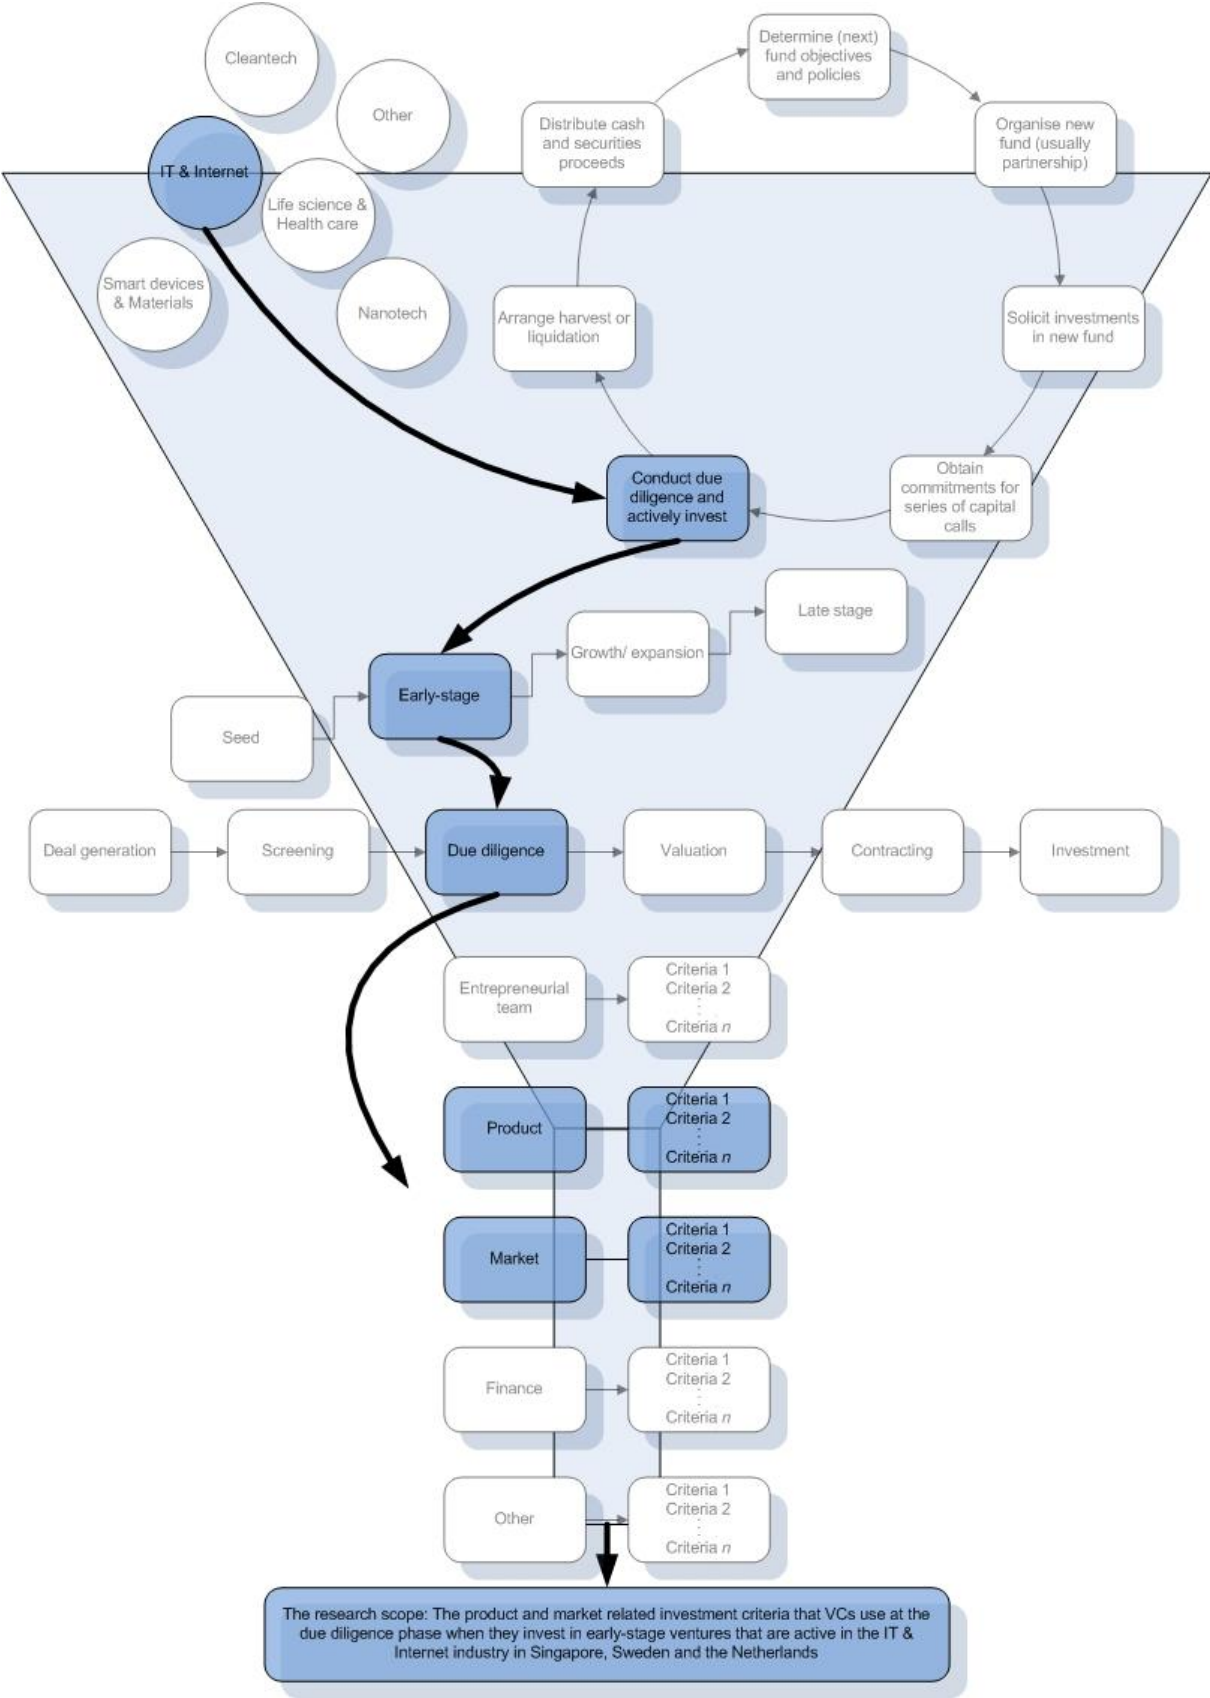 Cleantech
Other
IT & Internet
Life science &
Health care
Smart devices
& Materials
Nanotech
Determine (next)
fund objectives
and policies
Distribute cash
and securities
proceeds
Organise new
fund (usually
partnership)
Arrange harvest or
liquidation
Solicit investments
in new fund
Conduct due
diligence and
actively invest
Obtain
commitments for
series of capital
calls
Late stage
Growth/ expansion
Early-stage
Seed
Deal generation
Screening
Due diligence
Valuation
Contracting
Investment
Entrepreneurial
team
Criteria 1
Criteria 2
Criteria n
Product
Criteria 1
Criteria 2
Criteria n
Market
Criteria 1
Criteria 2
Criteria n
Finance
Criteria 1
Criteria 2
Criteria n
Other
Criteria 1
Criteria 2
Criteria n
The research scope: The product and market related investment criteria that VCs use at the
due diligence phase when they invest in early-stage ventures that are active in the IT &
Internet industry in Singapore, Sweden and the Netherlands